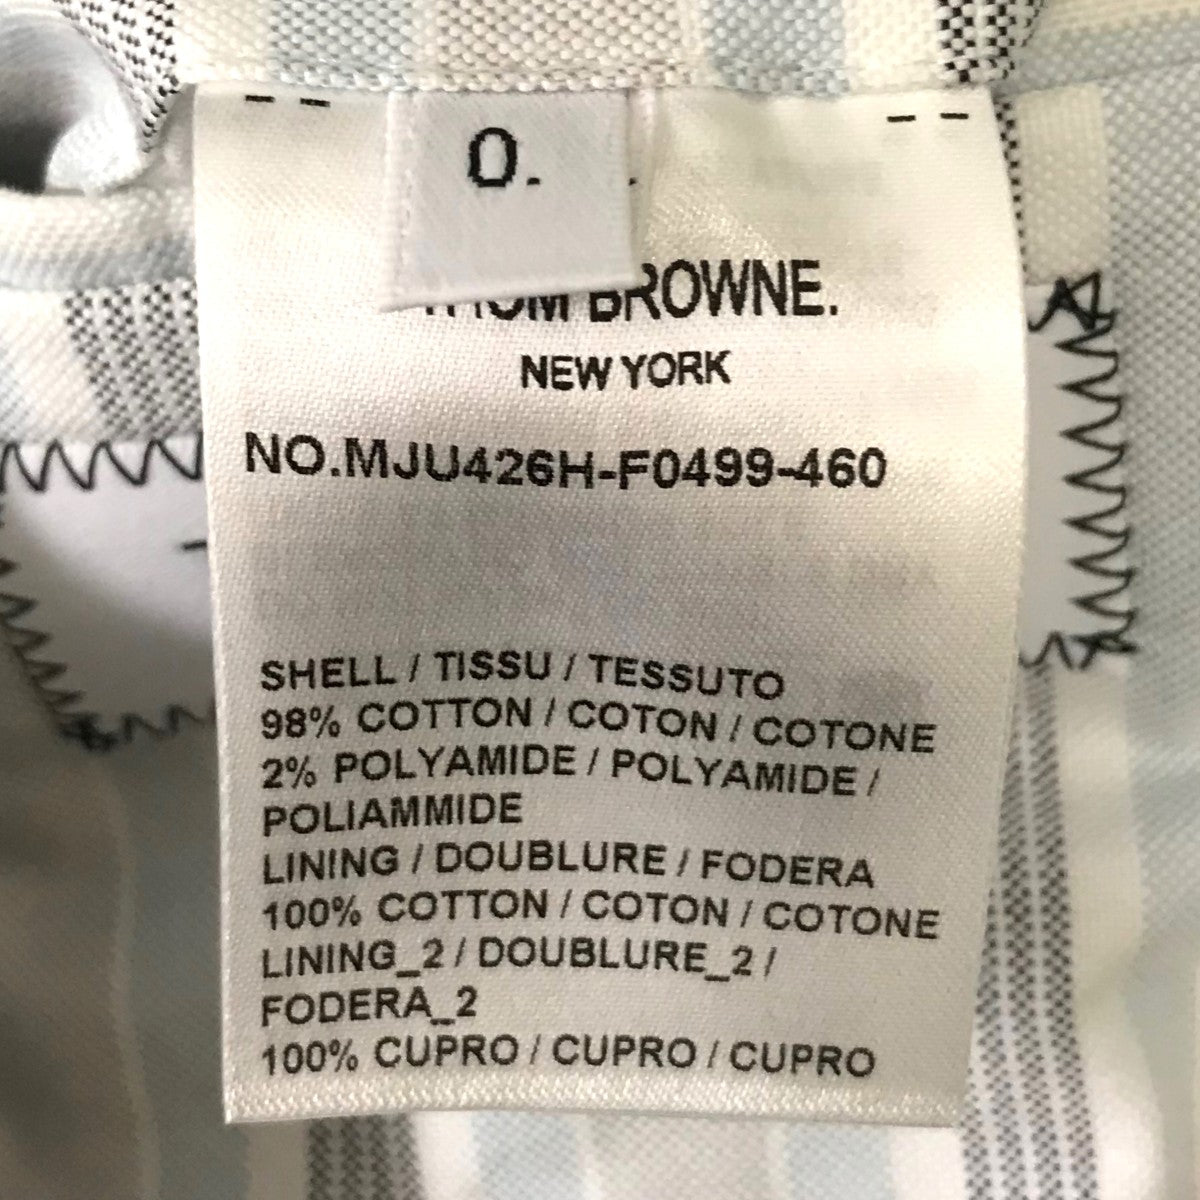 0.
THOM BROWNE.
NEW YORK
NO.MJU426H-F0499-460
SHELL / TISSU / TESSUTO
98% COTTON / COTON / COTONE
2% POLYAMIDE / POLYAMIDE /
POLIAMMIDE
LINING / DOUBLURE / FODERA
100% COTTON / COTON / COTONE
LINING_2 / DOUBLURE_2 /
FODERA_2
100% CUPRO / CUPRO / CUPRO